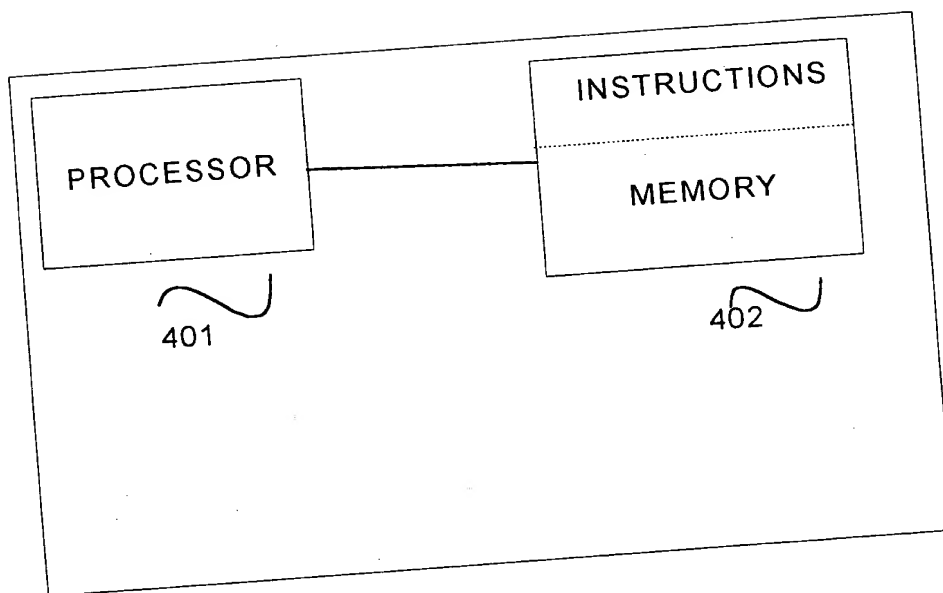 PROCESSOR
INSTRUCTIONS
MEMORY
401
402